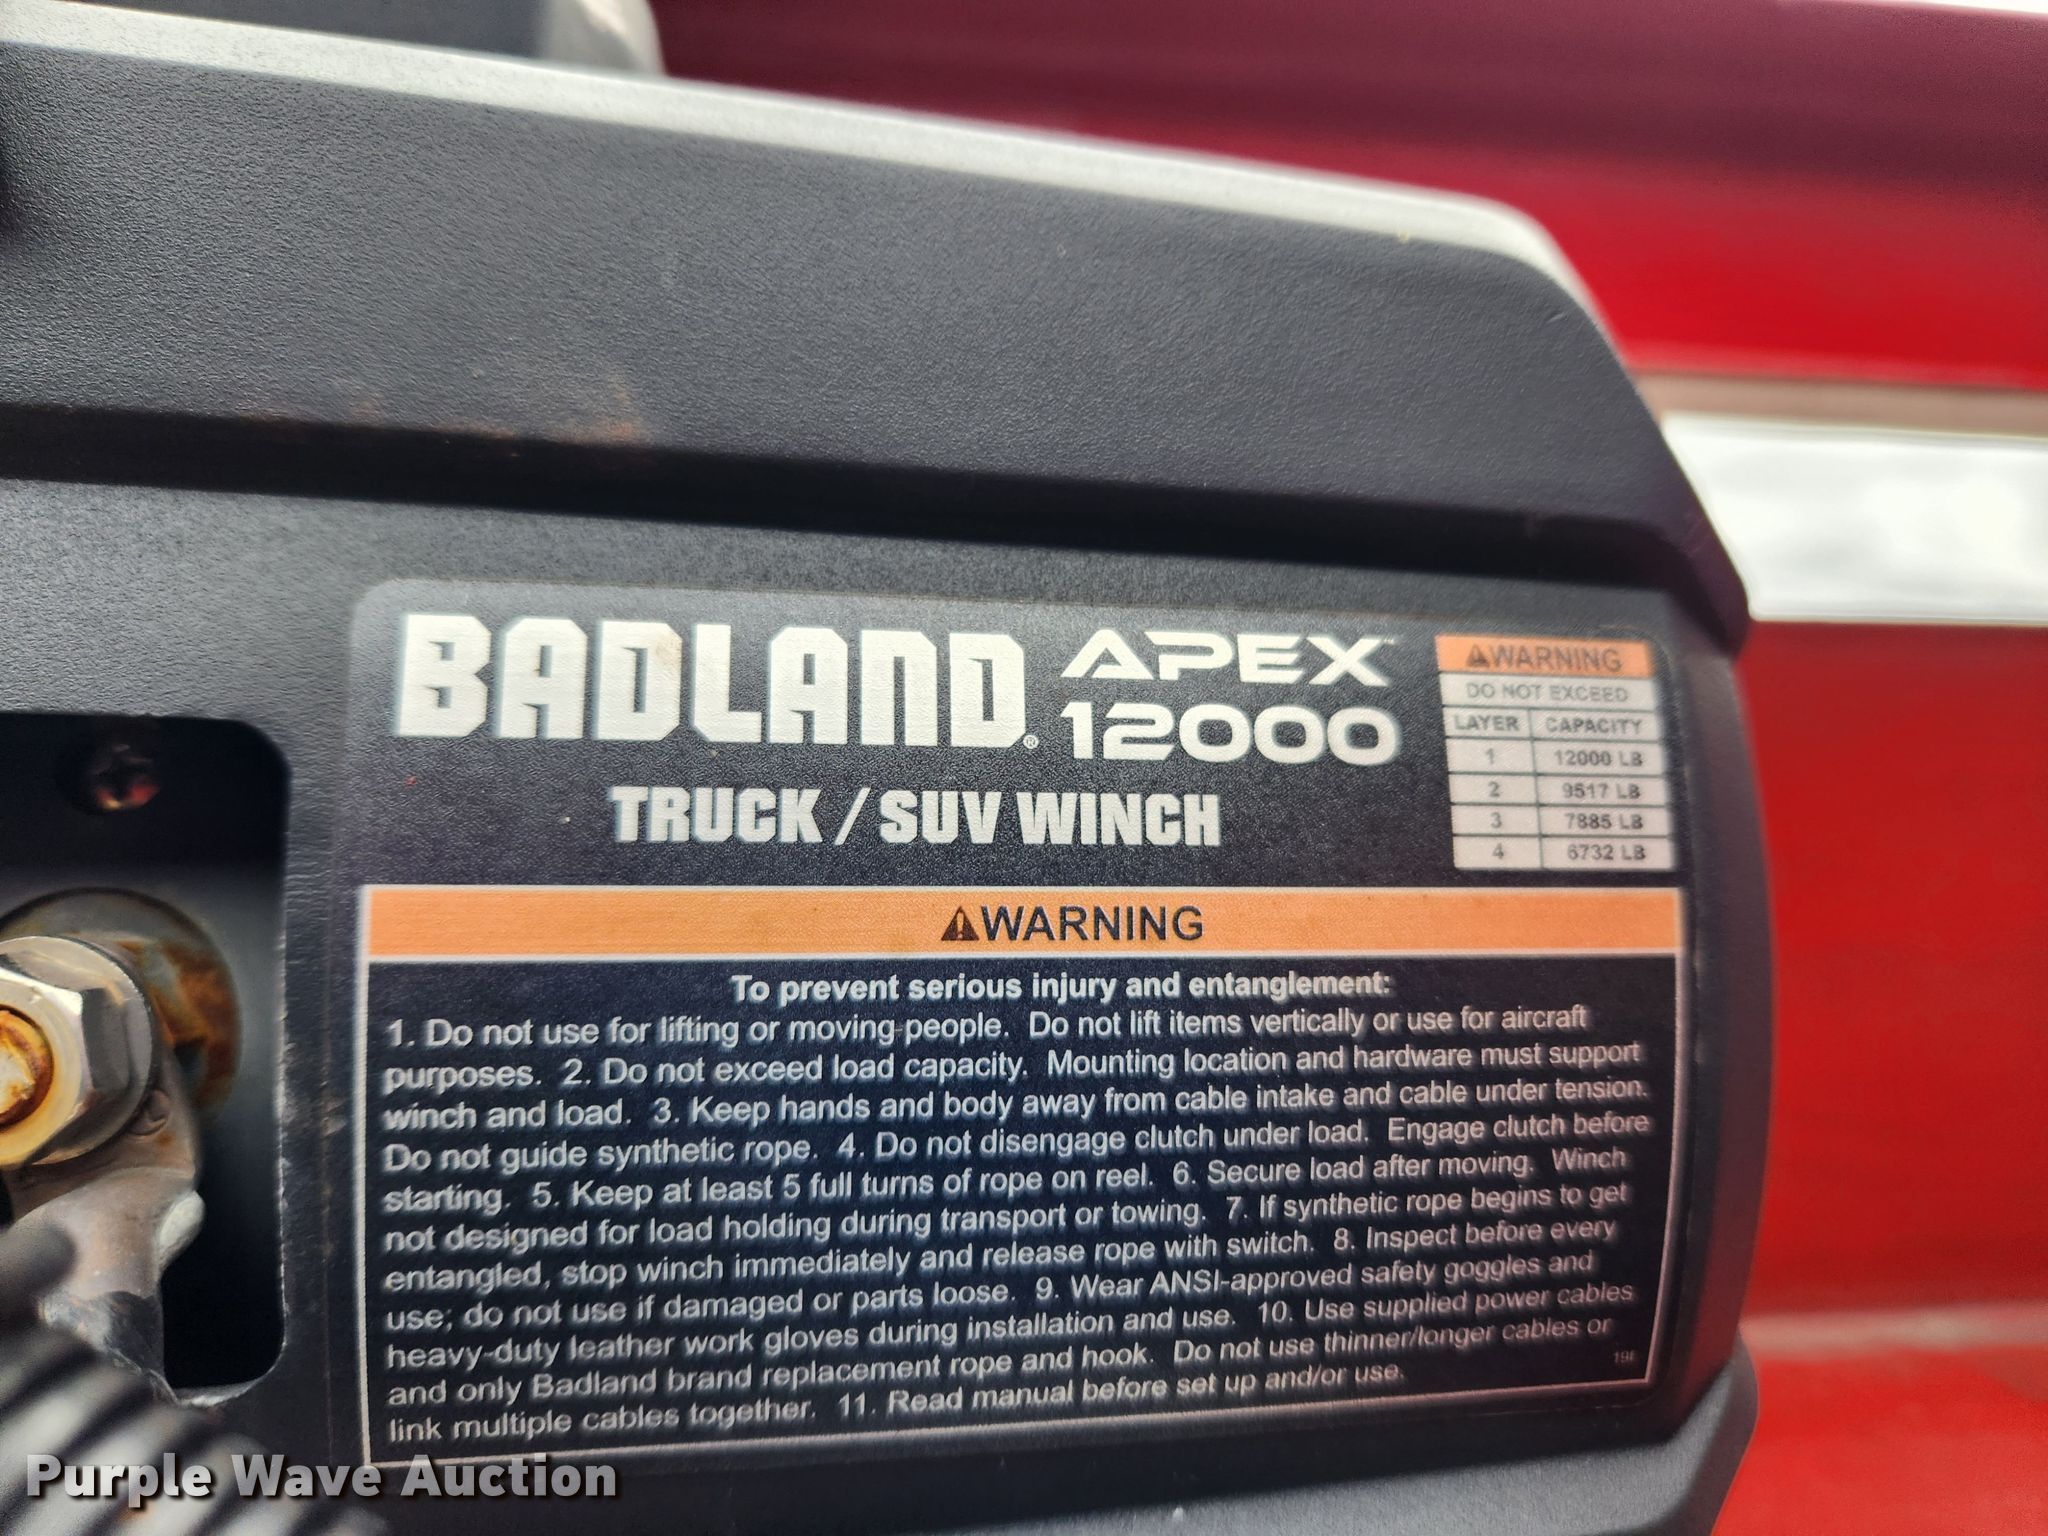 BADLAND® APEX™
12000
TRUCK / SUV WINCH
⚠WARNING
DO NOT EXCEED
LAYER CAPACITY
1 12000 LB
2 9517 LB
3 7885 LB
4 6732 LB
⚠WARNING
To prevent serious injury and entanglement:
1. Do not use for lifting or moving people. Do not lift items vertically or use for aircraft
purposes. 2. Do not exceed load capacity. Mounting location and hardware must support
winch and load. 3. Keep hands and body away from cable intake and cable under tension.
Do not guide synthetic rope. 4. Do not disengage clutch under load. Engage clutch before
starting. 5. Keep at least 5 full turns of rope on reel. 6. Secure load after moving. Winch
not designed for load holding during transport or towing. 7. If synthetic rope begins to get
entangled, stop winch immediately and release rope with switch. 8. Inspect before every
use; do not use if damaged or parts loose. 9. Wear ANSI-approved safety goggles and
heavy-duty leather work gloves during installation and use. 10. Use supplied power cables
and only Badland brand replacement rope and hook. Do not use thinner/longer cables or
link multiple cables together. 11. Read manual before set up and/or use.
Purple Wave Auction